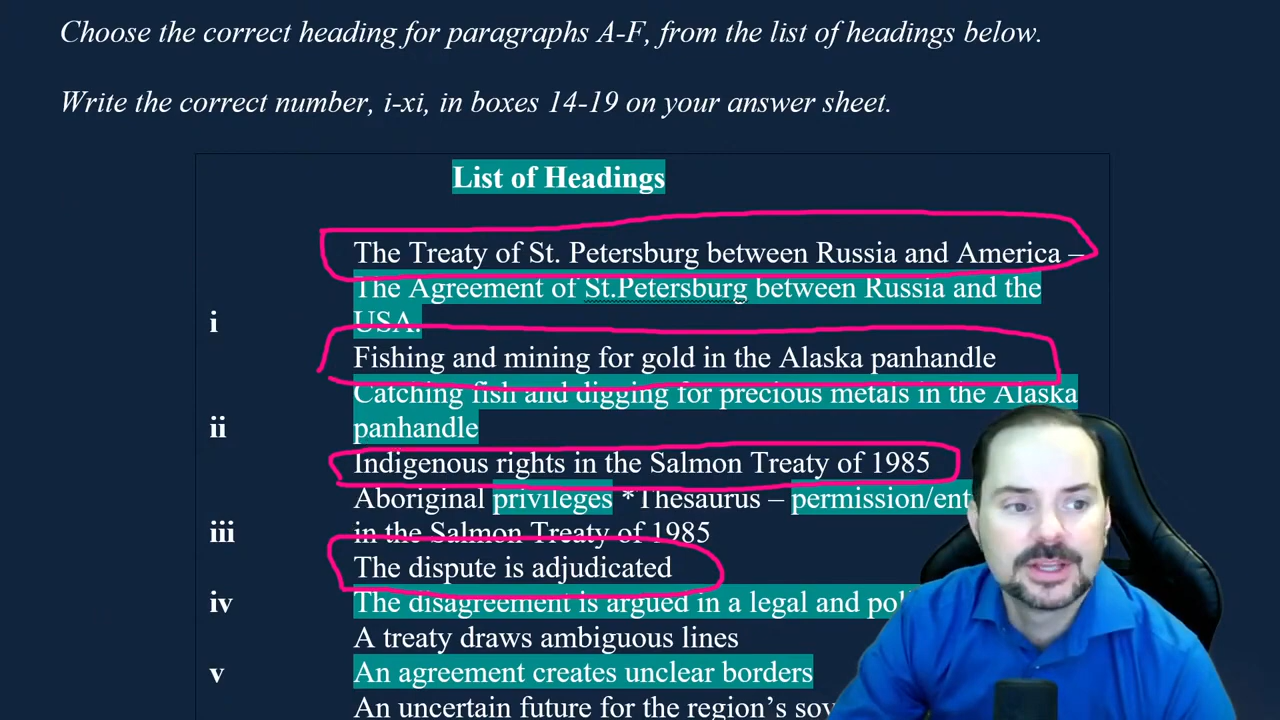 Choose the correct heading for paragraphs A-F, from the list of headings below.
Write the correct number, i-xi, in boxes 14-19 on your answer sheet.
List of Headings
The Treaty of St. Petersburg between Russia and America –
The Agreement of St.Petersburg between Russia and the
i USA.
Fishing and mining for gold in the Alaska panhandle
Catching fish and digging for precious metals in the Alaska
ii panhandle
Indigenous rights in the Salmon Treaty of 1985
Aboriginal privileges *Thesaurus – permission/ent
iii in the Salmon Treaty of 1985
The dispute is adjudicated
iv The disagreement is argued in a legal and
A treaty draws ambiguous lines
v An agreement creates unclear borders
An uncertain future for the region's